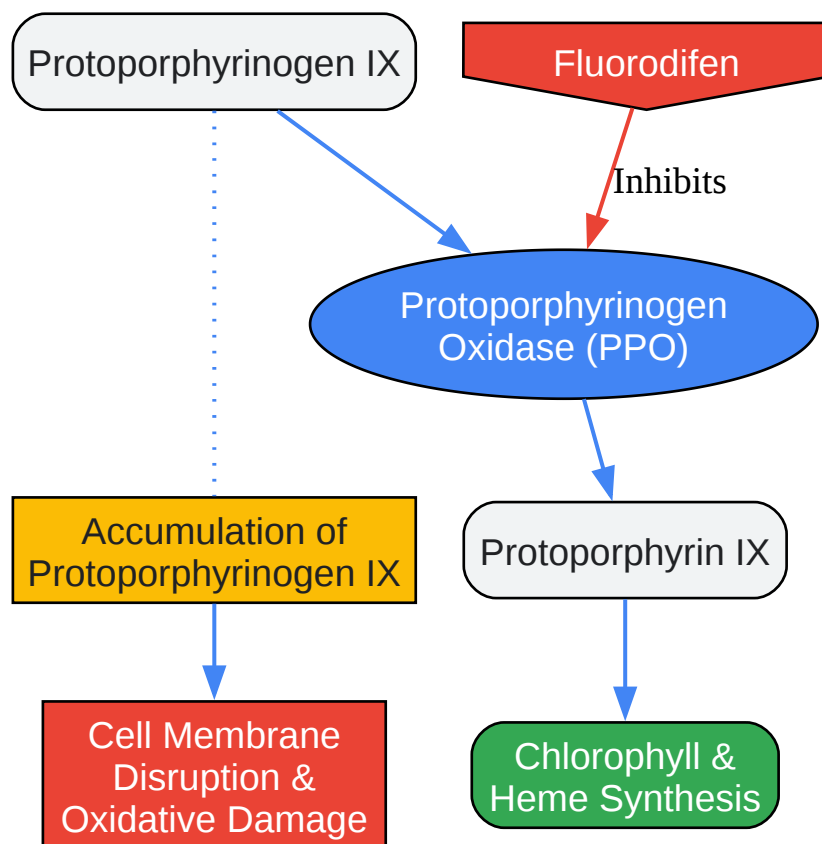 Protoporphyrinogen IX
Fluorodifen
Inhibits
Protoporphyrinogen
Oxidase (PPO)
Accumulation of
Protoporphyrinogen IX
Protoporphyrin IX
Cell Membrane
Disruption &
Oxidative Damage
Chlorophyll &
Heme Synthesis